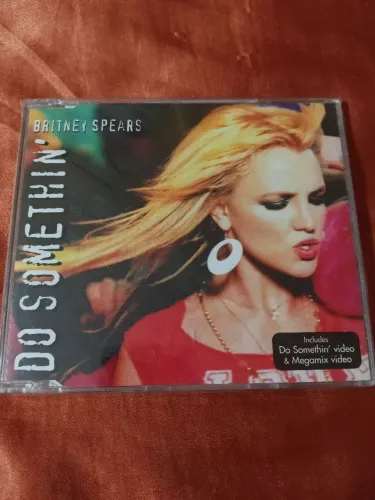 BRITNEY SPEARS
DO SOMETHIN'
Includes
Do Somethin' video
& Megamix video